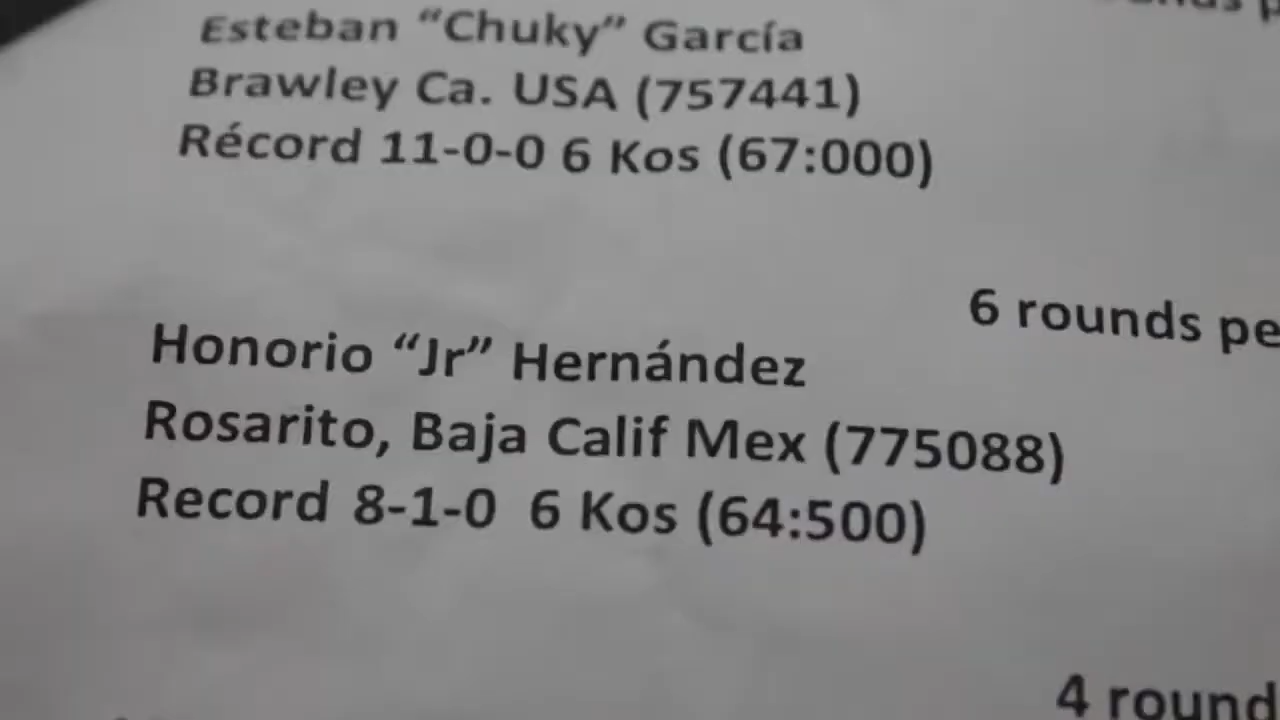 Esteban “Chuky” García
Brawley Ca. USA (757441)
Récord 11-0-0 6 Kos (67:000)
6 rounds
Honorio “Jr” Hernández
Rosarito, Baja Calif Mex (775088)
Record 8-1-0 6 Kos (64:500)
4